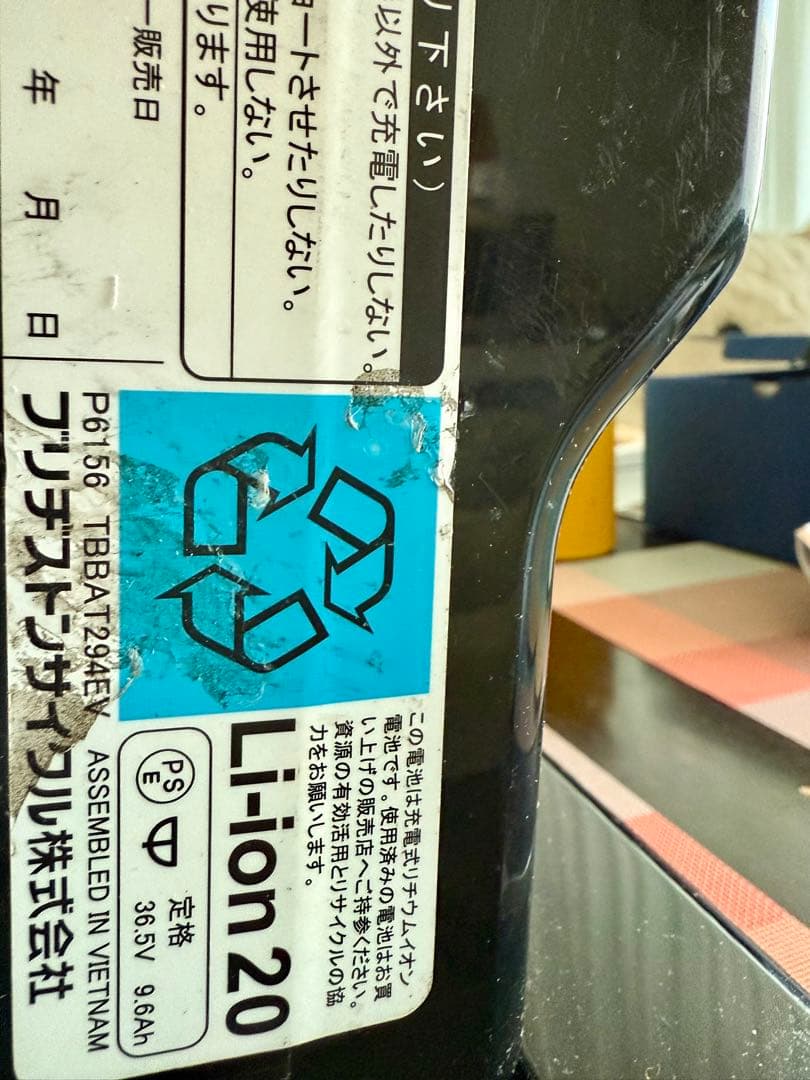 り下さい）
以外で充電したりしない。
ョートさせたりしない。
使用しない。
ります。
ー販売日
年 月 日
この電池は充電式リチウムイオン
電池です。使用済みの電池はお買
い上げの販売店へご持参ください。
資源の有効活用とリサイクルの協
力をお願いします。
Li-ion 20
PS
E
定格
36.5V 9.6Ah
P6156 TBBAT294EV ASSEMBLED IN VIETNAM
ブリヂストンサイクル株式会社